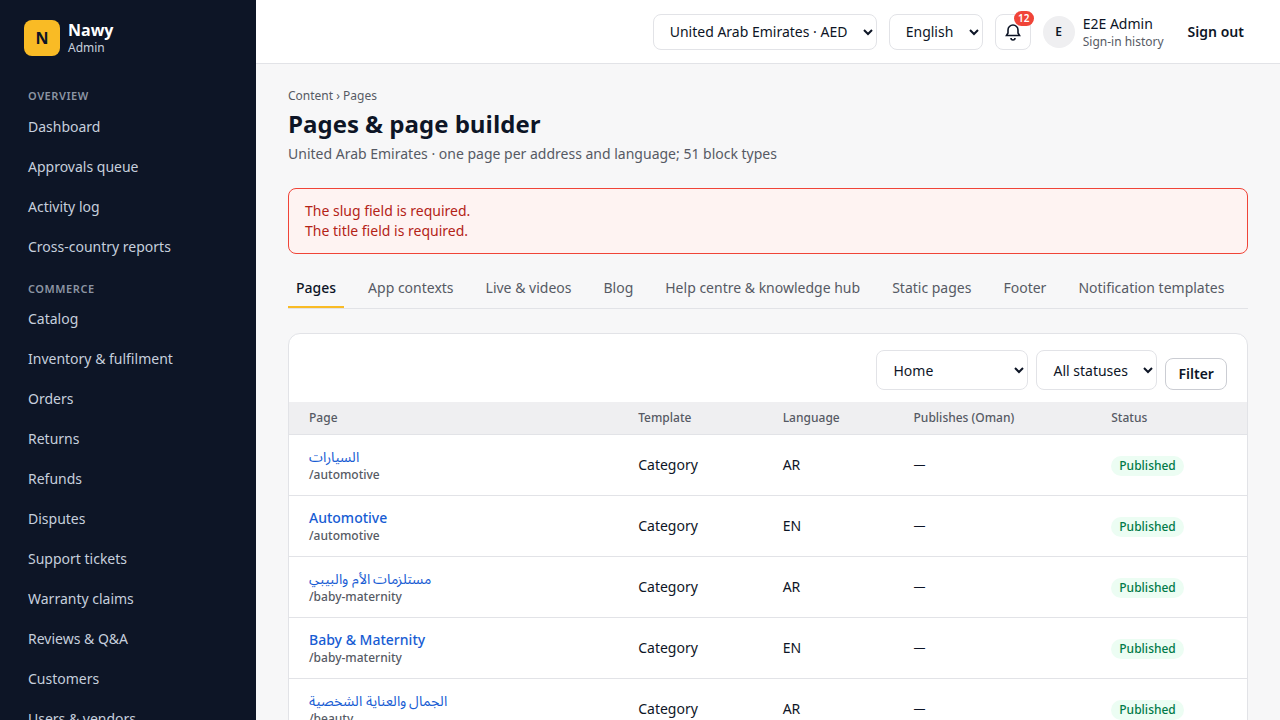 N
Nawy
Admin
OVERVIEW
Dashboard
Approvals queue
Activity log
Cross-country reports
COMMERCE
Catalog
Inventory & fulfilment
Orders
Returns
Refunds
Disputes
Support tickets
Warranty claims
Reviews & Q&A
Customers
Users & vendors
United Arab Emirates · AED
English
12
E
E2E Admin
Sign-in history
Sign out
Content › Pages
Pages & page builder
United Arab Emirates · one page per address and language; 51 block types
The slug field is required.
The title field is required.
Pages App contexts Live & videos Blog Help centre & knowledge hub Static pages Footer Notification templates
Home All statuses Filter
Page Template Language Publishes (Oman) Status
السيارات
/automotive
Category AR — Published
Automotive
/automotive
Category EN — Published
مستلزمات الأم والبيبي
/baby-maternity
Category AR — Published
Baby & Maternity
/baby-maternity
Category EN — Published
الجمال والعناية الشخصية
/beauty
Category AR — Published